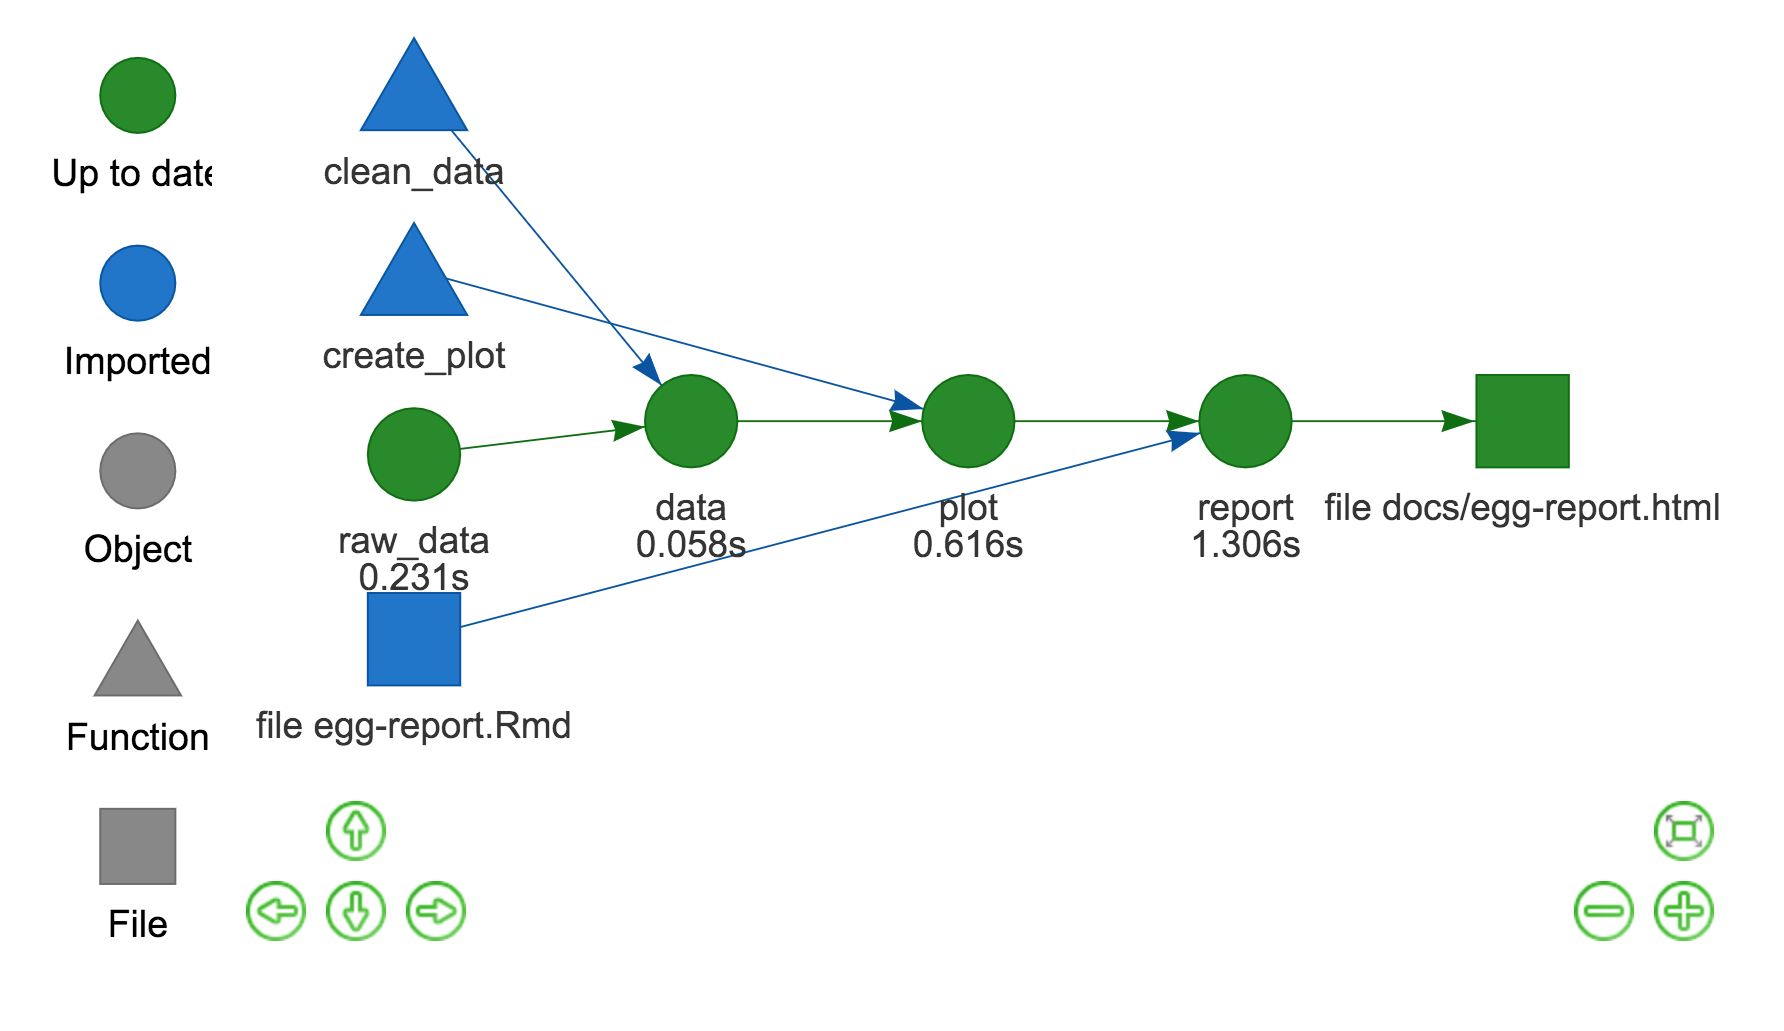 Up to date
Imported
Object
Function
File
clean_data
create_plot
raw_data
0.231s
file egg-report.Rmd
data
0.058s
plot
0.616s
report
1.306s
file docs/egg-report.html